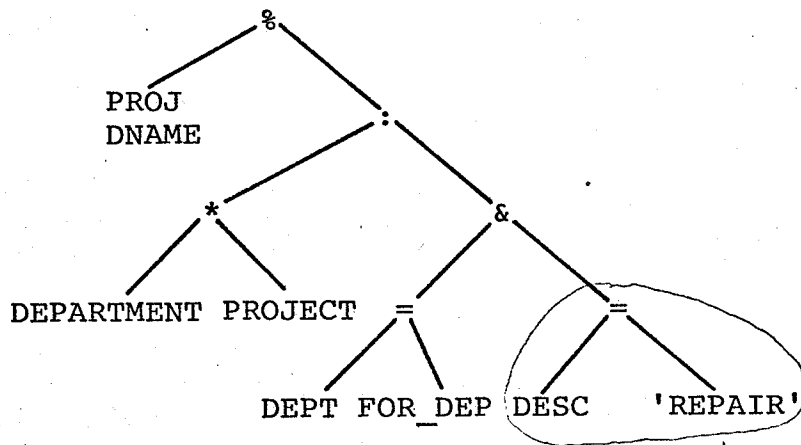 %
PROJ
DNAME
:
* &
DEPARTMENT PROJECT = =
DEPT FOR_DEP DESC 'REPAIR'